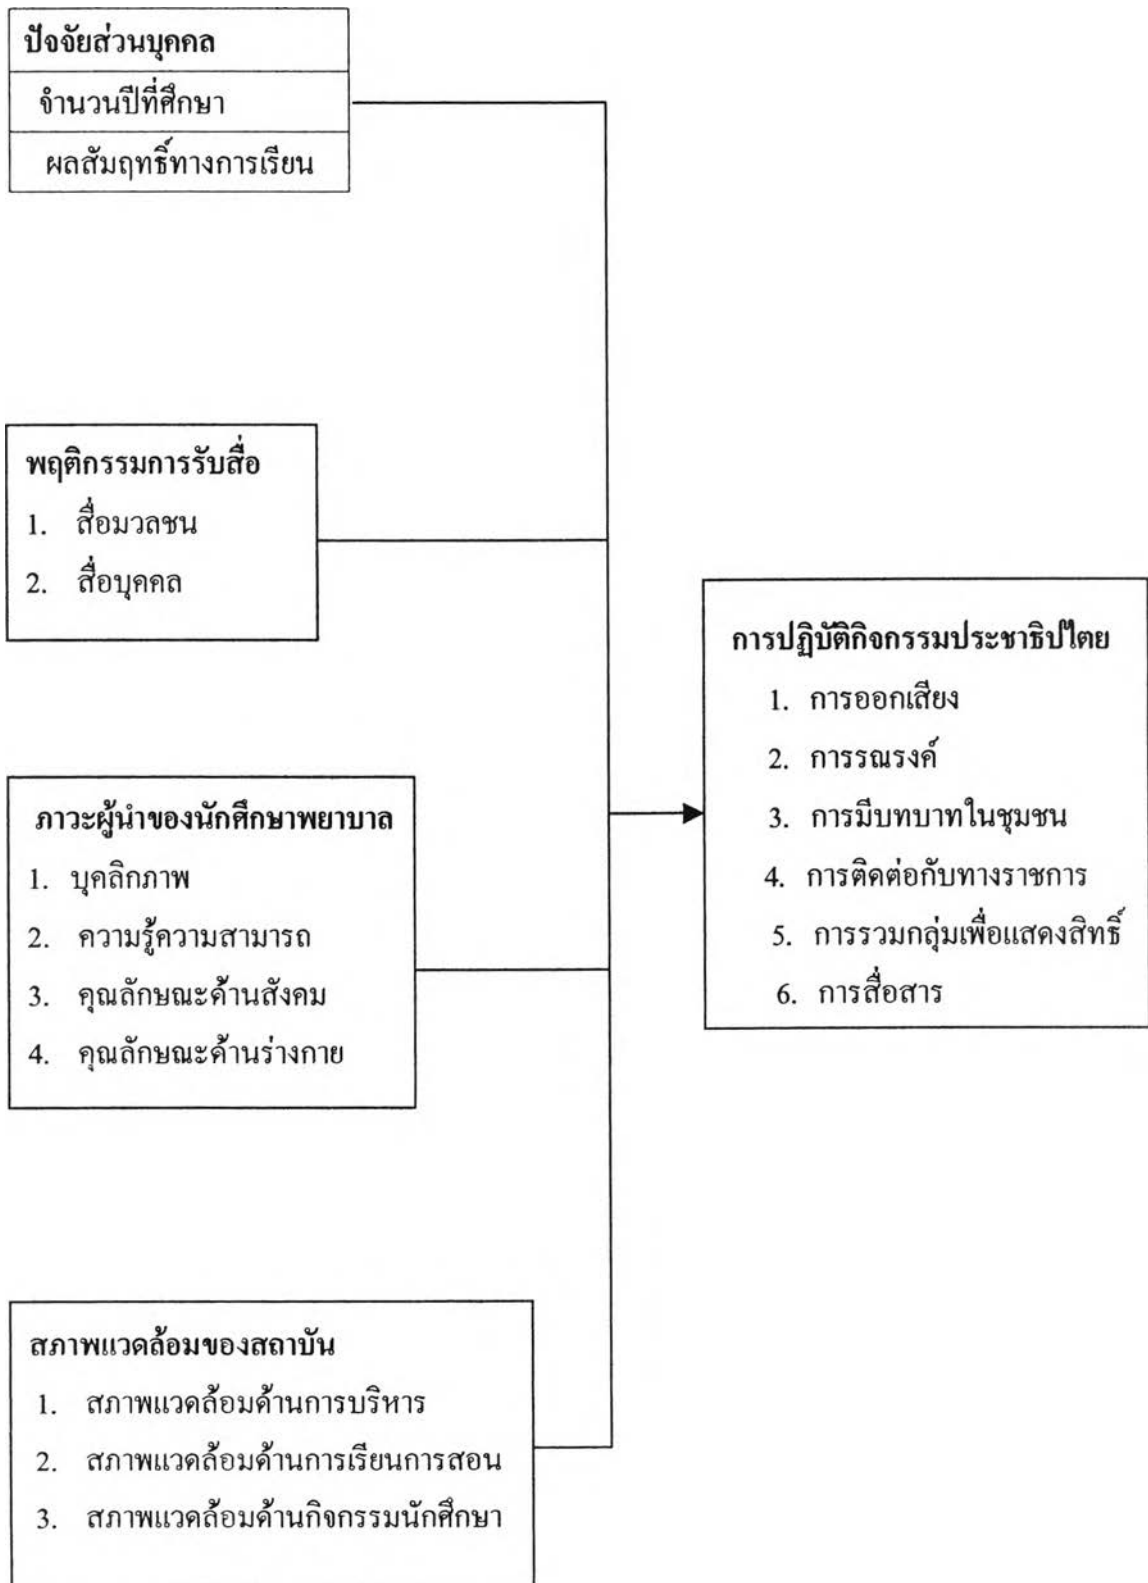 ปัจจัยส่วนบุคคล
จำนวนปีที่ศึกษา
ผลสัมฤทธิ์ทางการเรียน
พฤติกรรมการรับสื่อ
1. สื่อมวลชน
2. สื่อบุคคล
ภาวะผู้นำของนักศึกษาพยาบาล
1. บุคลิกภาพ
2. ความรู้ความสามารถ
3. คุณลักษณะด้านสังคม
4. คุณลักษณะด้านร่างกาย
สภาพแวดล้อมของสถาบัน
1. สภาพแวดล้อมด้านการบริหาร
2. สภาพแวดล้อมด้านการเรียนการสอน
3. สภาพแวดล้อมด้านกิจกรรมนักศึกษา
การปฏิบัติกิจกรรมประชาธิปไตย
1. การออกเสียง
2. การรณรงค์
3. การมีบทบาทในชุมชน
4. การติดต่อกับทางราชการ
5. การรวมกลุ่มเพื่อแสดงสิทธิ์
6. การสื่อสาร